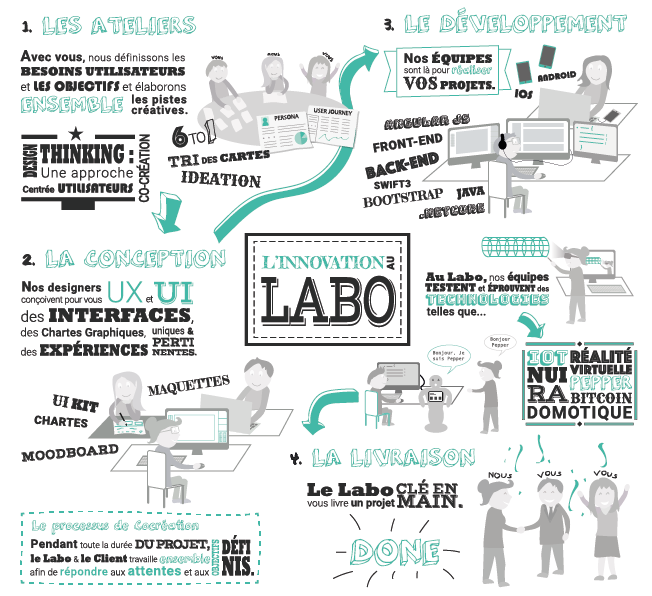 1. LES ATELIERS
Avec vous, nous définissons les
BESOINS UTILISATEURS
et LES OBJECTIFS et élaborons
ENSEMBLE les pistes créatives.
DESIGN
THINKING :
Une approche
Centrée UTILISATEURS
CO-CRÉATION
VOUS
NOUS
VOUS
PERSONA
USER JOURNEY
6 TO 1
TRI DES CARTES
IDEATION
2. LA CONCEPTION
Nos designers
conçoivent pour vous UX et UI
des INTERFACES,
des Chartes Graphiques, uniques &
des EXPÉRIENCES PERTI
NENTES.
MAQUETTES
UI KIT
CHARTES
MOODBOARD
Le processus de Cocréation
Pendant toute la durée DU PROJET,
le Labo & le Client travaille ensemble
afin de répondre aux attentes et aux
OBJECTIFS
DÉFI
NIS.
L'INNOVATION AU
LABO
3. LE DÉVELOPPEMENT
Nos ÉQUIPES
sont là pour réaliser
VOS PROJETS.
iOS
ANDROID
ANGULAR JS
FRONT-END
BACK-END
SWIFT3
BOOTSTRAP
JAVA
.NETCORE
Au Labo, nos équipes
TESTENT et ÉPROUVENT des
TECHNOLOGIES
telles que...
IOT RÉALITÉ
NUI VIRTUELLE
PEPPER
RA BITCOIN
DOMOTIQUE
Bonjour, Je
suis Pepper
Bonjour
Pepper
4. LA LIVRAISON
Le Labo CLÉ EN
vous livre un projet MAIN.
DONE
NOUS
VOUS
VOUS